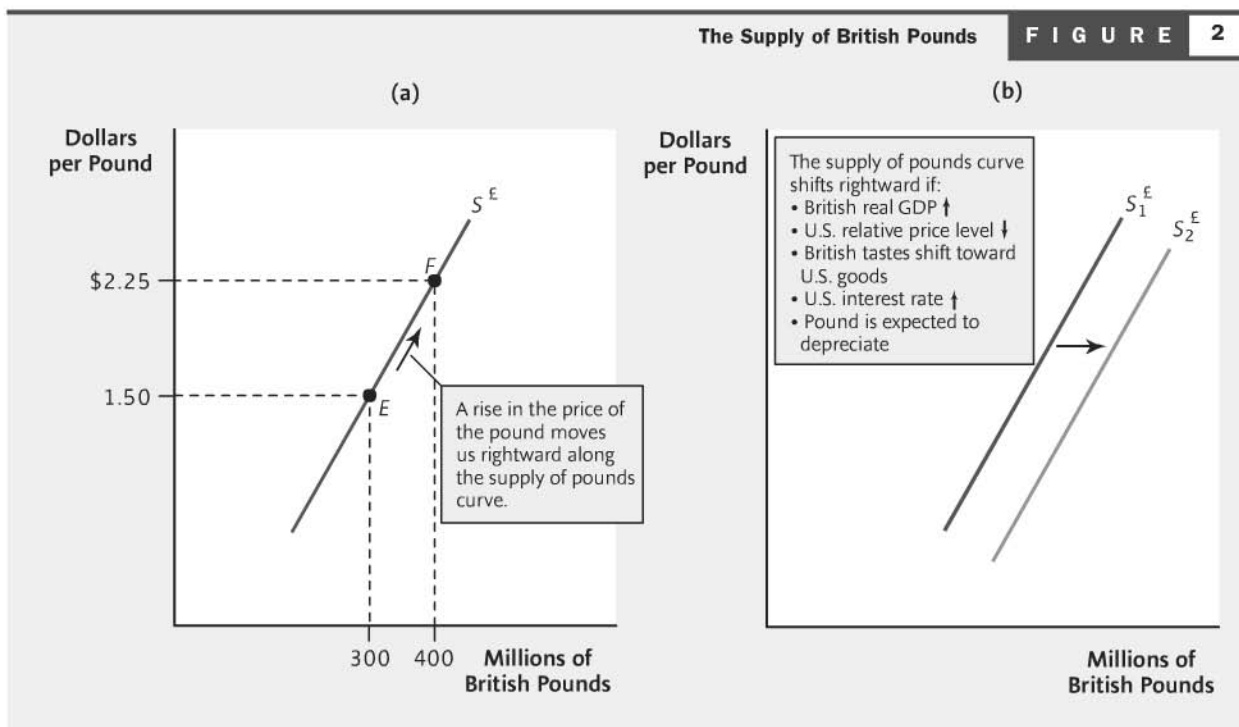 The Supply of British Pounds
FIGURE 2
(a)
Dollars
per Pound
S£
F
$2.25
1.50
E
A rise in the price of
the pound moves
us rightward along
the supply of pounds
curve.
300 400
Millions of
British Pounds
(b)
Dollars
per Pound
The supply of pounds curve
shifts rightward if:
• British real GDP ↑
• U.S. relative price level ↓
• British tastes shift toward
U.S. goods
• U.S. interest rate ↑
• Pound is expected to
depreciate
S1£
S2£
Millions of
British Pounds